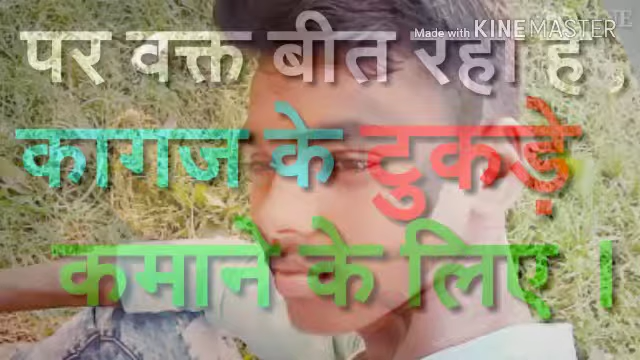 Made with KINEMASTER
पर वक्त बीत रहा है ,
कागज के टुकड़े
कमाने के लिए ।